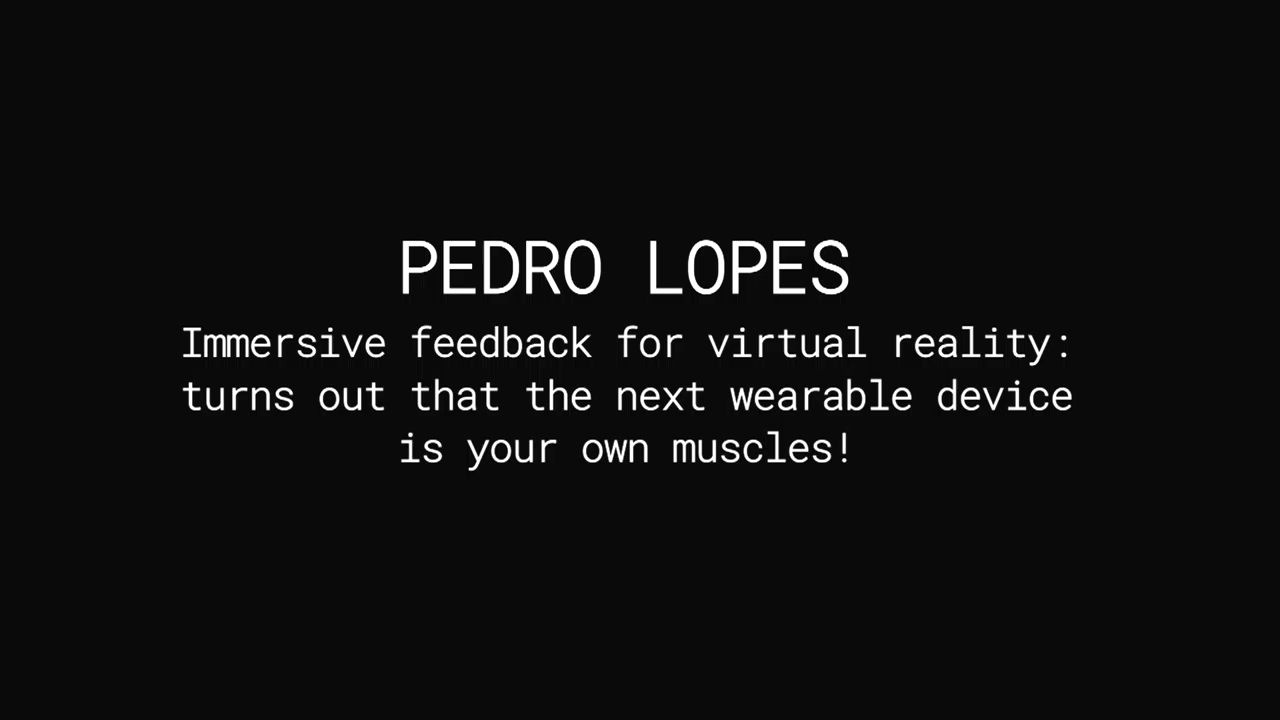 PEDRO LOPES
Immersive feedback for virtual reality:
turns out that the next wearable device
is your own muscles!